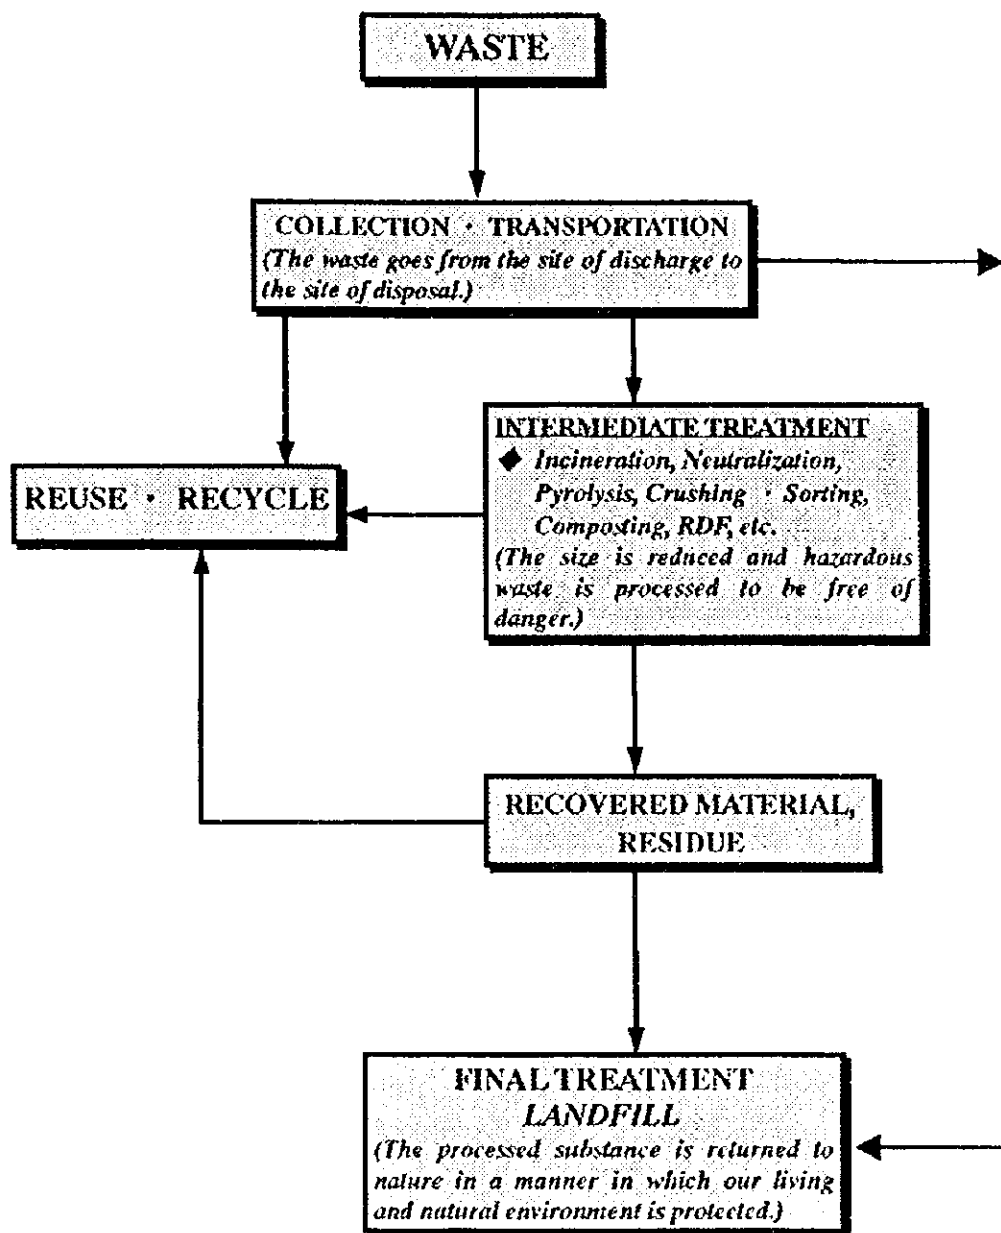 WASTE
COLLECTION · TRANSPORTATION
(The waste goes from the site of discharge to
the site of disposal.)
INTERMEDIATE TREATMENT
◆ Incineration, Neutralization,
Pyrolysis, Crushing · Sorting,
Composting, RDF, etc.
(The size is reduced and hazardous
waste is processed to be free of
danger.)
REUSE · RECYCLE
RECOVERED MATERIAL,
RESIDUE
FINAL TREATMENT
LANDFILL
(The processed substance is returned to
nature in a manner in which our living
and natural environment is protected.)